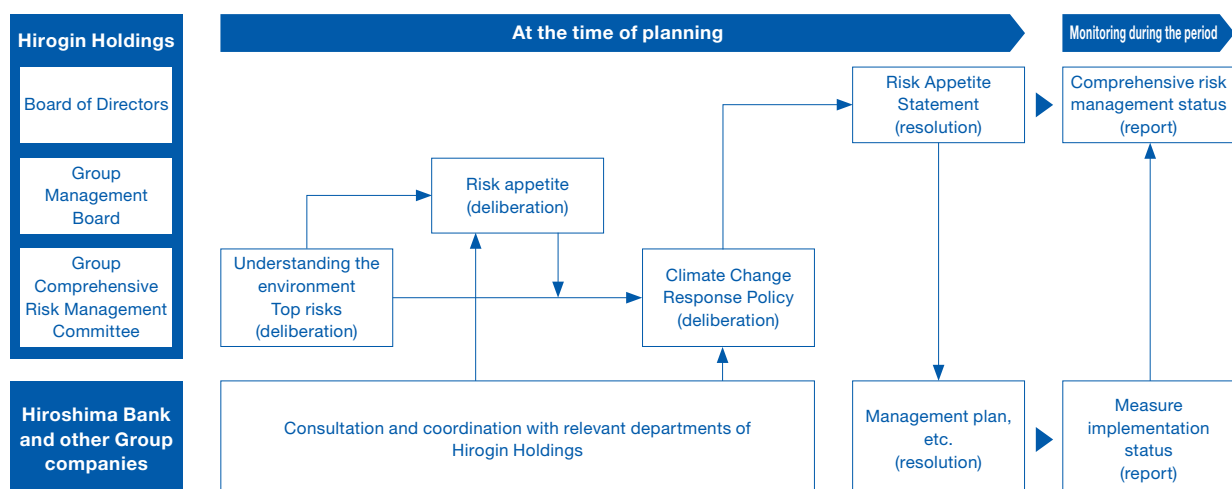 Hirogin Holdings
At the time of planning
Monitoring during the period
Board of Directors
Risk Appetite
Statement
(resolution)
Comprehensive risk
management status
(report)
Group
Management
Board
Risk appetite
(deliberation)
Group
Comprehensive
Risk Management
Committee
Understanding the
environment
Top risks
(deliberation)
Climate Change
Response Policy
(deliberation)
Hiroshima Bank
and other Group
companies
Consultation and coordination with relevant departments of
Hirogin Holdings
Management plan,
etc.
(resolution)
Measure
implementation
status
(report)